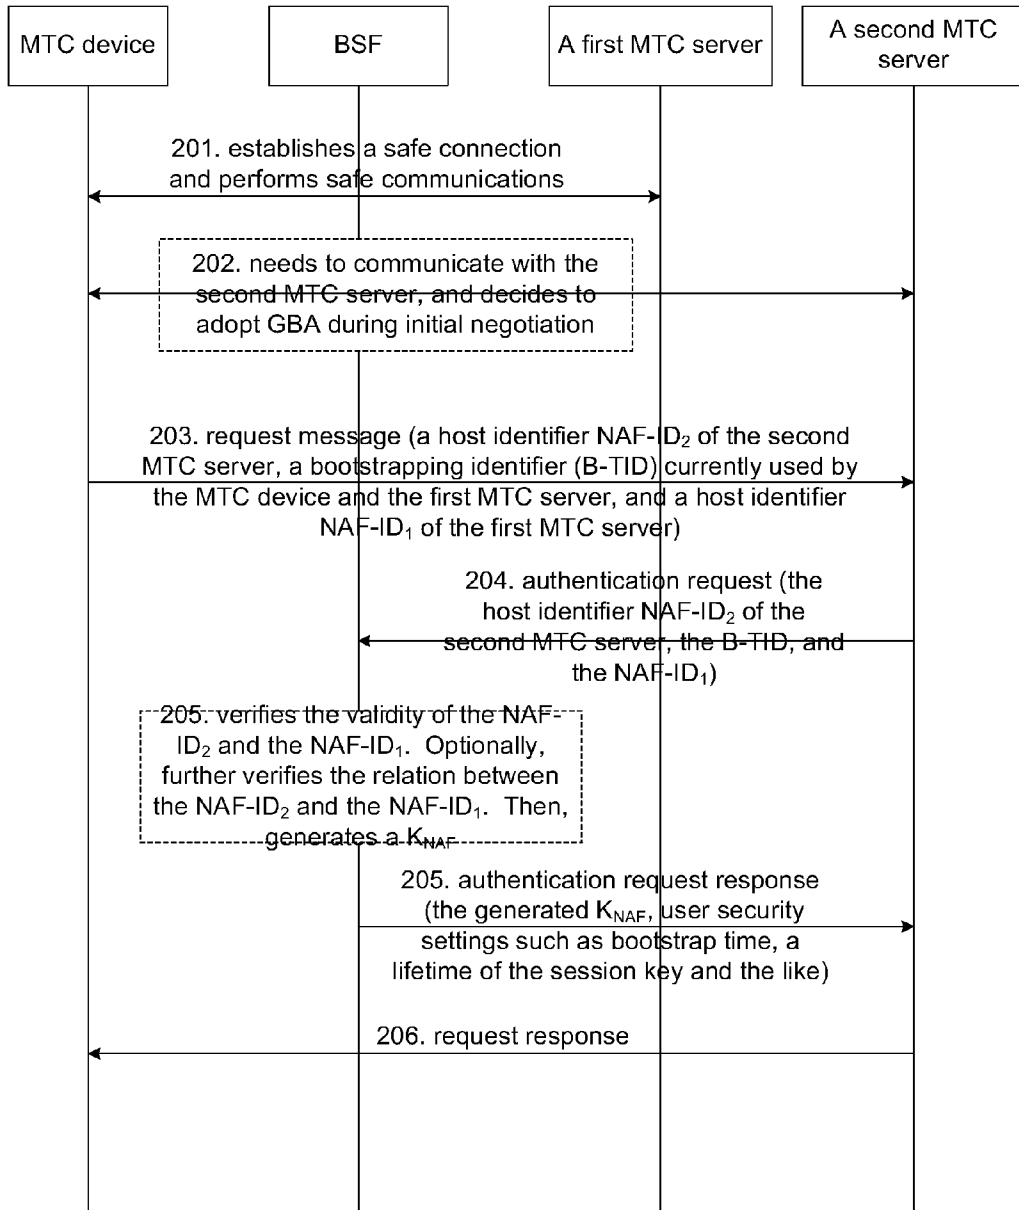 MTC device
BSF
A first MTC server
A second MTC
server
201. establishes a safe connection
and performs safe communications
202. needs to communicate with the
second MTC server, and decides to
adopt GBA during initial negotiation
203. request message (a host identifier NAF-ID₂ of the second
MTC server, a bootstrapping identifier (B-TID) currently used by
the MTC device and the first MTC server, and a host identifier
NAF-ID₁ of the first MTC server)
204. authentication request (the
host identifier NAF-ID₂ of the
second MTC server, the B-TID, and
the NAF-ID₁)
205. verifies the validity of the NAF-
ID₂ and the NAF-ID₁. Optionally,
further verifies the relation between
the NAF-ID₂ and the NAF-ID₁. Then,
generates a K_NAF
205. authentication request response
(the generated K_NAF, user security
settings such as bootstrap time, a
lifetime of the session key and the like)
206. request response